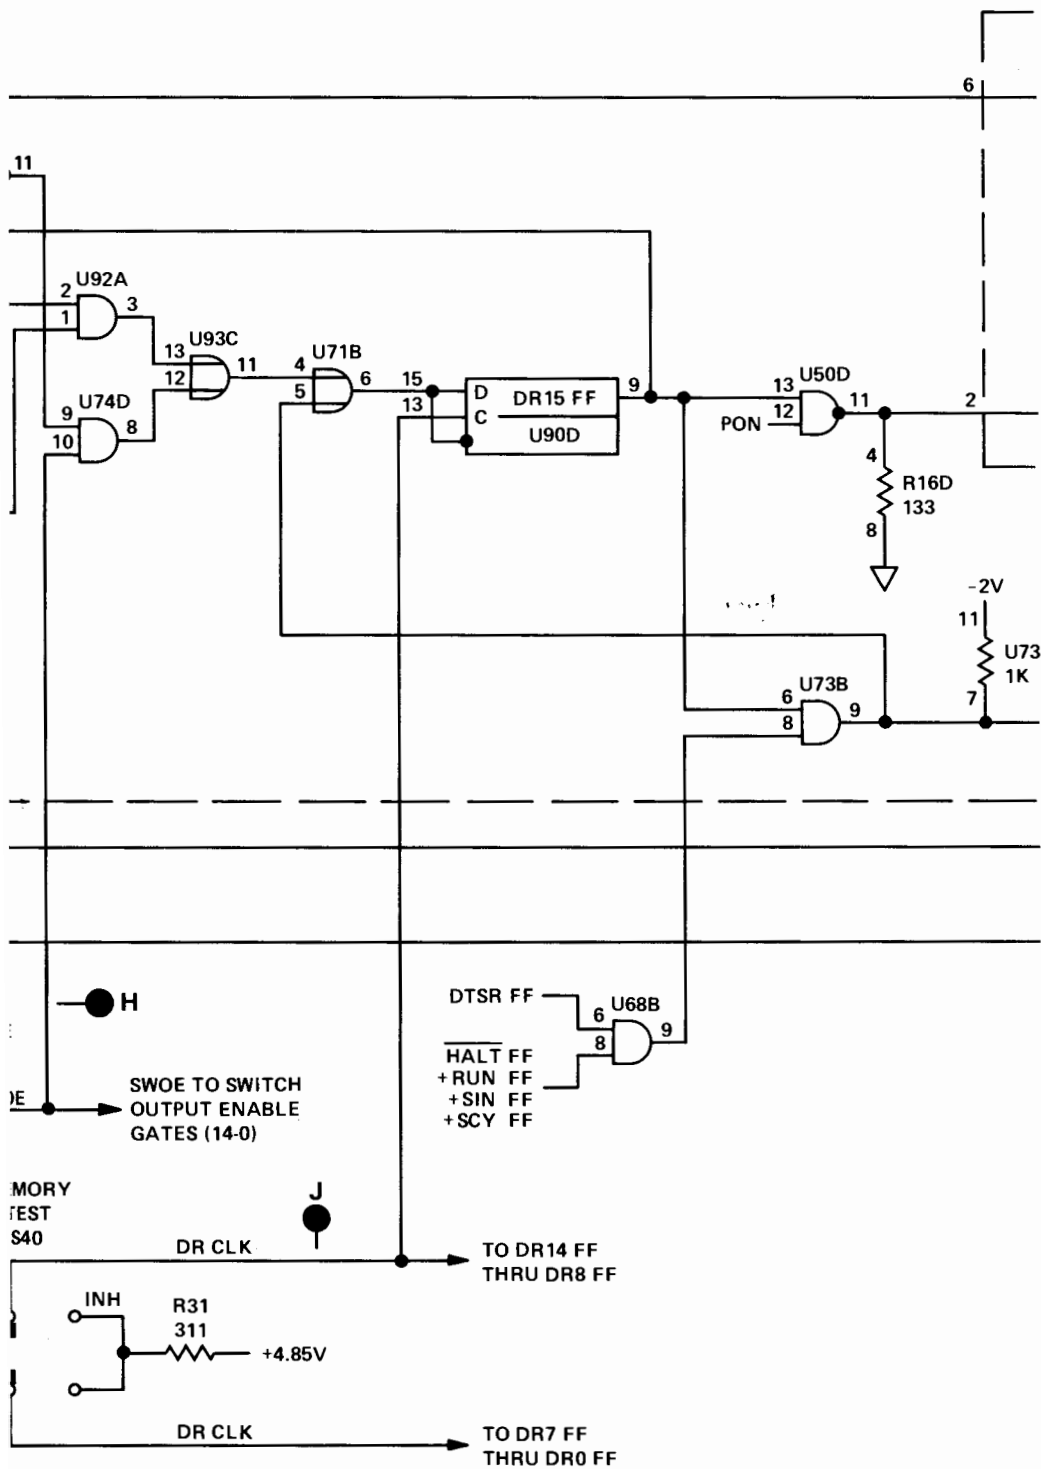 6
11
U92A
2
3
1
U93C
13
11
12
U74D
9
8
10
U71B
4
6
5
15
D
DR15 FF
9
13
C
U90D
13
U50D
11
2
PON
12
4
R16D
133
8
-2V
11
U73
1K
7
U73B
6
9
8
H
DTSR FF
U68B
6
9
8
HALT FF
+RUN FF
+SIN FF
+SCY FF
SWOE TO SWITCH
OUTPUT ENABLE
GATES (14-0)
J
S40
DR CLK
TO DR14 FF
THRU DR8 FF
INH
R31
311
+4.85V
DR CLK
TO DR7 FF
THRU DR0 FF